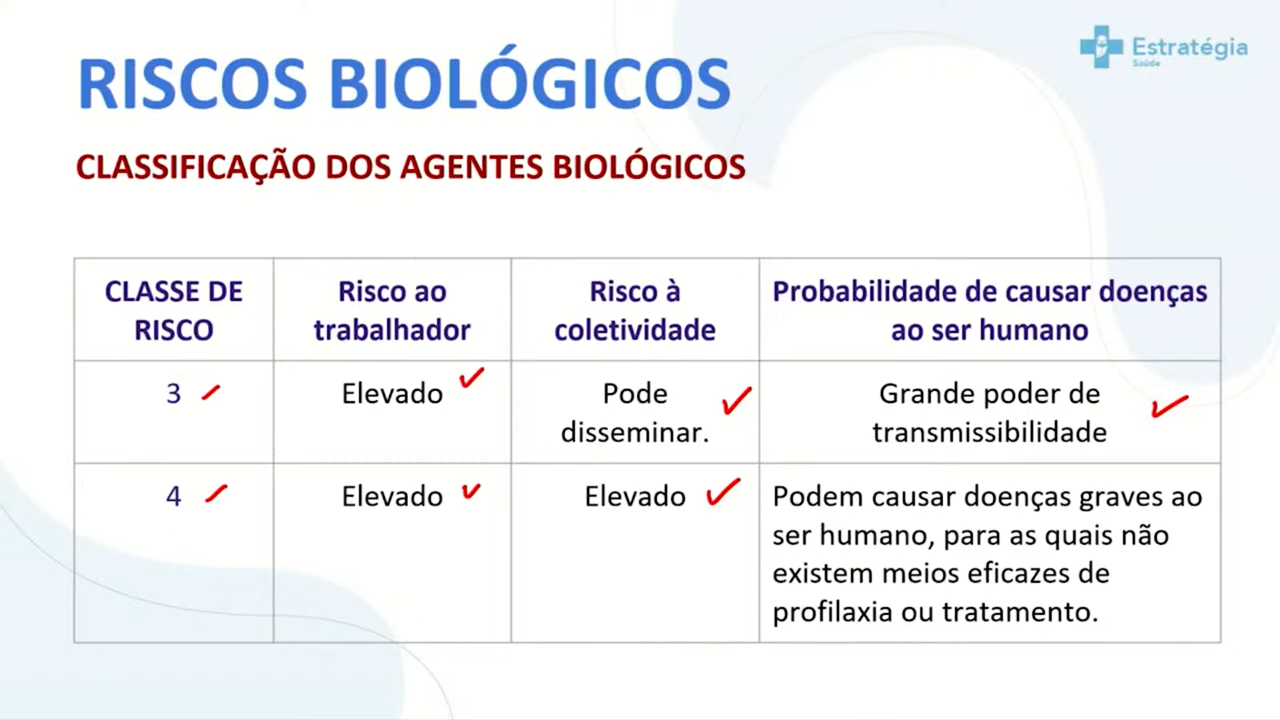 RISCOS BIOLÓGICOS
Estratégia
Saúde
CLASSIFICAÇÃO DOS AGENTES BIOLÓGICOS
CLASSE DE
RISCO
Risco ao
trabalhador
Risco à
coletividade
Probabilidade de causar doenças
ao ser humano
3
Elevado
Pode
disseminar.
Grande poder de
transmissibilidade
4
Elevado
Elevado
Podem causar doenças graves ao
ser humano, para as quais não
existem meios eficazes de
profilaxia ou tratamento.